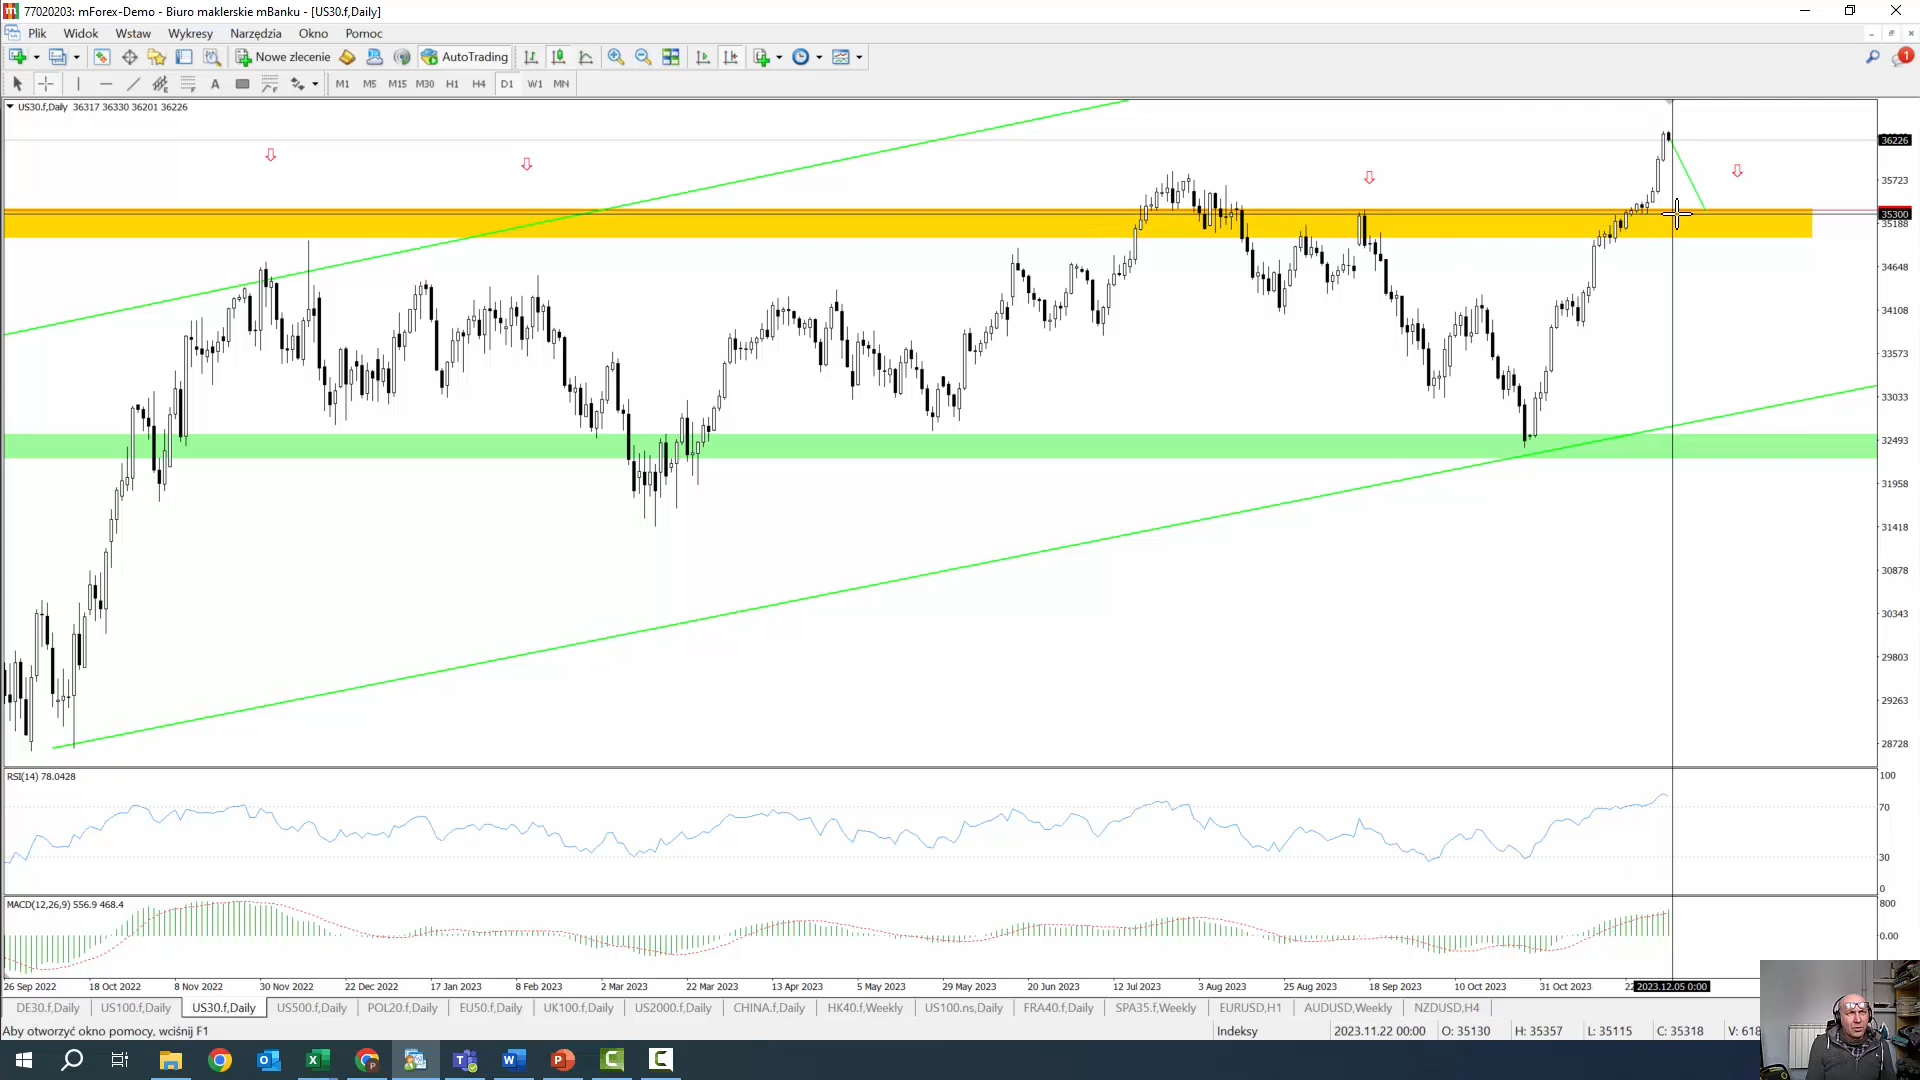 77020203: mForex-Demo - Biuro maklerskie mBanku - [US30.f,Daily]
Plik Widok Wstaw Wykresy Narzędzia Okno Pomoc
Nowe zlecenie AutoTrading 1
A M1 M5 M15 M30 H1 H4 D1 W1 MN
US30.f,Daily 36317 36330 36201 36226
36226
35723
35300
35188
34648
34108
33573
33033
32493
31958
31418
30878
30343
29803
29263
28728
RSI(14) 78.0428
100
70
30
0
MACD(12,26,9) 556.9 468.4
800
0.00
26 Sep 2022 18 Oct 2022 8 Nov 2022 30 Nov 2022 22 Dec 2022 17 Jan 2023 8 Feb 2023 2 Mar 2023 22 Mar 2023 13 Apr 2023 5 May 2023 29 May 2023 20 Jun 2023 12 Jul 2023 3 Aug 2023 25 Aug 2023 18 Sep 2023 10 Oct 2023 31 Oct 2023 2023.12.05 0:00
DE30.f,Daily US100.f,Daily US30.f,Daily US500.f,Daily POL20.f,Daily EU50.f,Daily UK100.f,Daily US2000.f,Daily CHINA.f,Daily HK40.f,Weekly US100.ns,Daily FRA40.f,Daily SPA35.f,Weekly EURUSD,H1 AUDUSD,Weekly NZDUSD,H4
Aby otworzyć okno pomocy, wciśnij F1 Indeksy 2023.11.22 00:00 O: 35130 H: 35357 L: 35115 C: 35318 V: 618